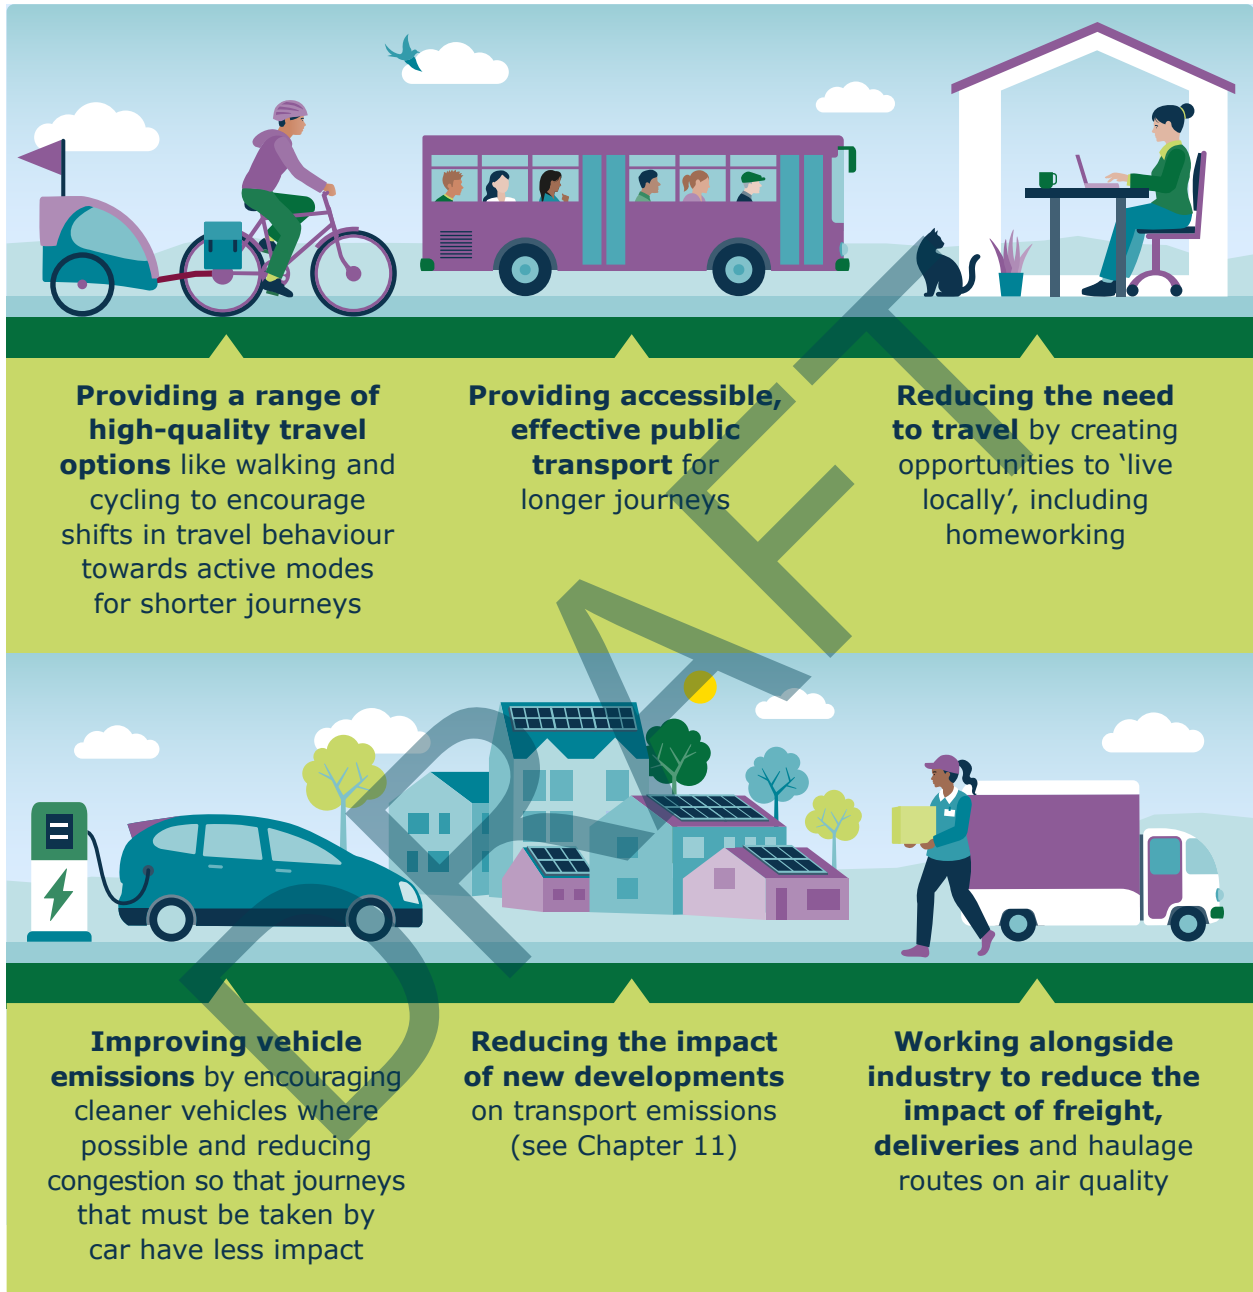 Providing a range of
high-quality travel
options like walking and
cycling to encourage
shifts in travel behaviour
towards active modes
for shorter journeys
Providing accessible,
effective public
transport for
longer journeys
Reducing the need
to travel by creating
opportunities to ‘live
locally’, including
homeworking
Improving vehicle
emissions by encouraging
cleaner vehicles where
possible and reducing
congestion so that journeys
that must be taken by
car have less impact
Reducing the impact
of new developments
on transport emissions
(see Chapter 11)
Working alongside
industry to reduce the
impact of freight,
deliveries and haulage
routes on air quality
DRAFT